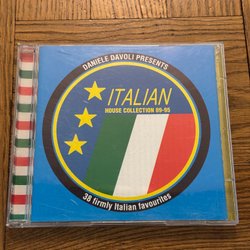 DANIELE DAVOLI PRESENTS
ITALIAN
HOUSE COLLECTION 89-95
38 firmly Italian favourites